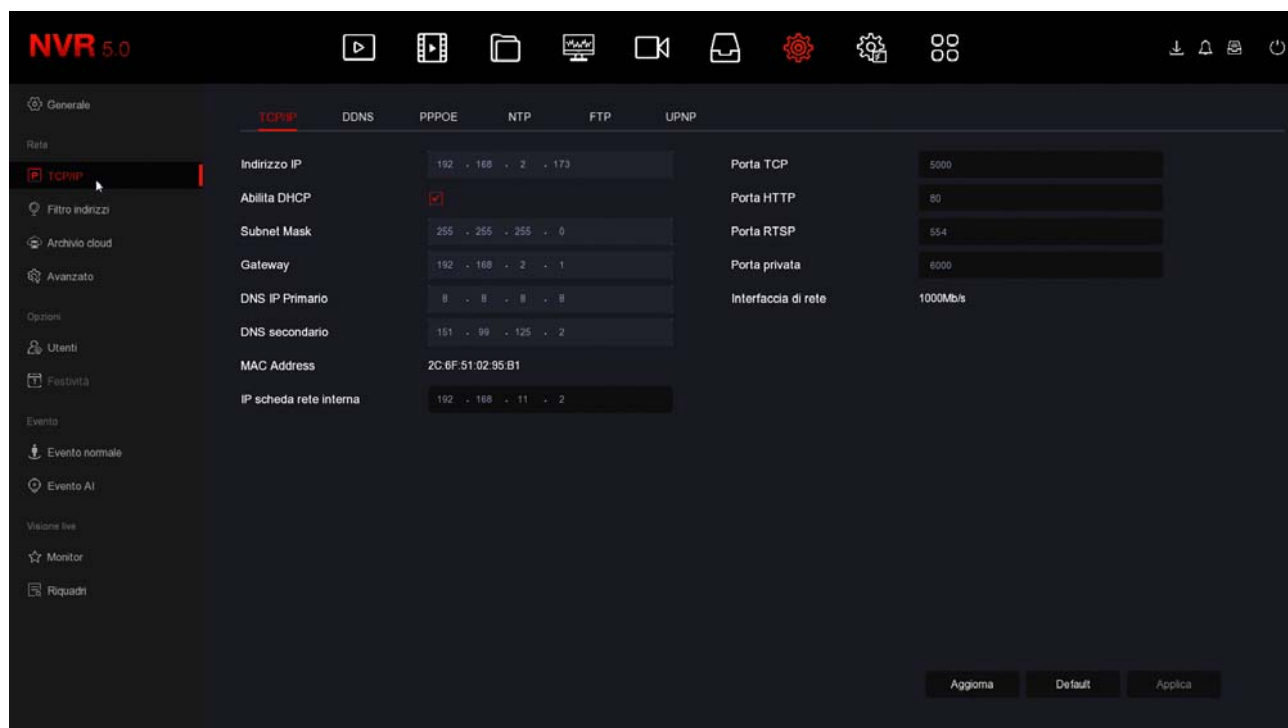 NVR 5.0
Generale
Rete
TCP/IP
Filtro indirizzi
Archivio cloud
Avanzato
Opzioni
Utenti
Festività
Evento
Evento normale
Evento AI
Visione live
Monitor
Riquadri
TCP/IP DDNS PPPOE NTP FTP UPNP
Indirizzo IP 192 . 168 . 2 . 173
Abilita DHCP
Subnet Mask 255 . 255 . 255 . 0
Gateway 192 . 168 . 2 . 1
DNS IP Primario 8 . 8 . 8 . 8
DNS secondario 151 . 99 . 125 . 2
MAC Address 2C:6F:51:02:95:B1
IP scheda rete interna 192 . 168 . 11 . 2
Porta TCP 5000
Porta HTTP 80
Porta RTSP 554
Porta privata 6000
Interfaccia di rete 1000Mb/s
Aggiorna Default Applica